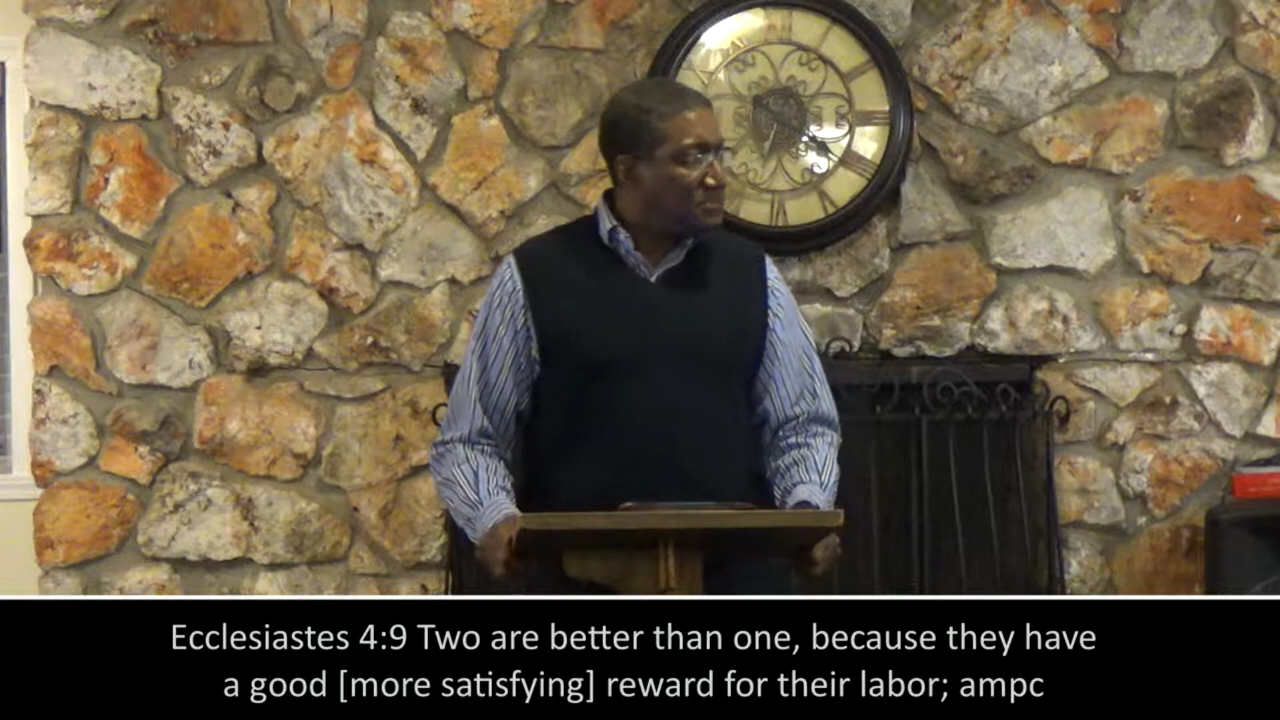 Ecclesiastes 4:9 Two are better than one, because they have
a good [more satisfying] reward for their labor; ampc